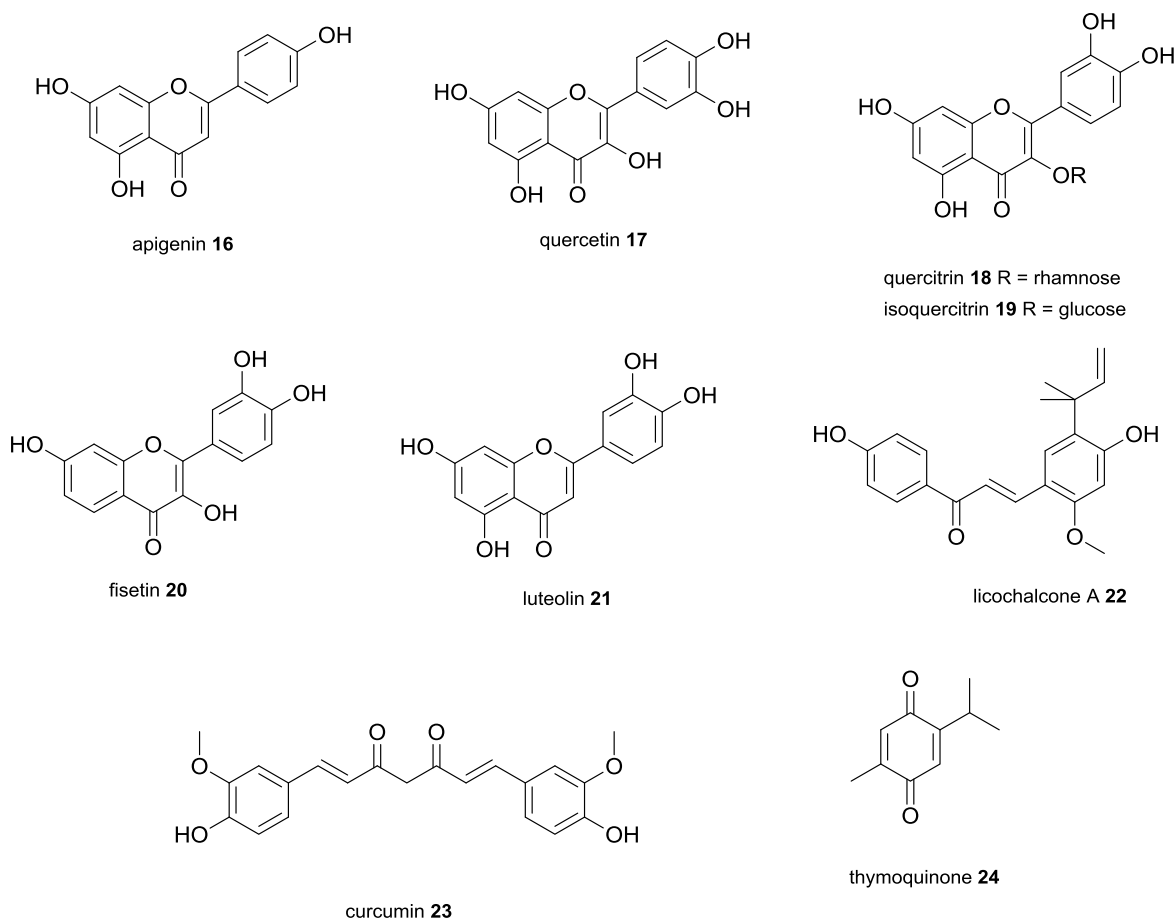 OH
HO
O
OH
O
apigenin 16
OH
HO
O
OH
OH
OH
O
quercetin 17
OH
OH
HO
O
OR
OH
O
quercitrin 18 R = rhamnose
isoquercitrin 19 R = glucose
OH
OH
HO
O
OH
O
fisetin 20
OH
OH
HO
O
OH
O
luteolin 21
HO
OH
O
O
licochalcone A 22
O
O
O
O
HO
OH
curcumin 23
O
O
thymoquinone 24